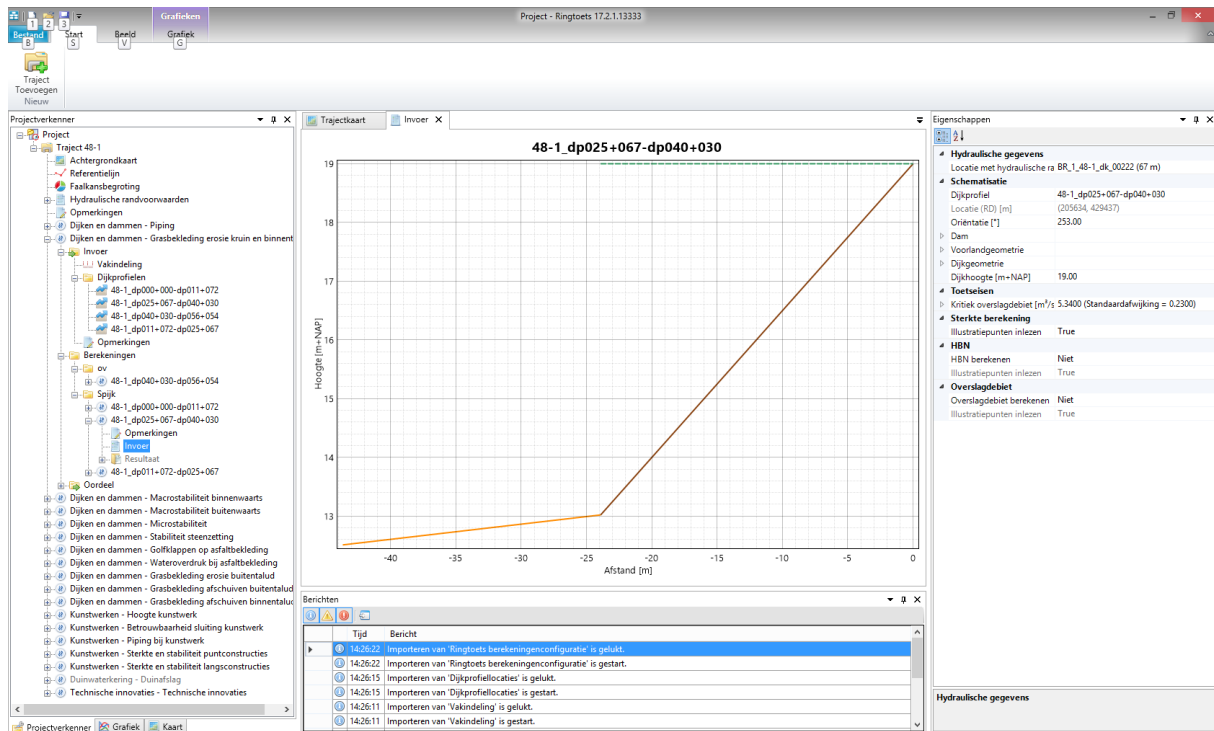 Project - Ringtoets 17.2.1.13333
Grafieken
1 2 3
Bestand Start Beeld Grafiek
B S V G
Traject
Toevoegen
Nieuw
Projectverkenner
Project
Traject 48-1
Achtergrondkaart
Referentielijn
Faalkansbegroting
Hydraulische randvoorwaarden
Opmerkingen
Dijken en dammen - Piping
Dijken en dammen - Grasbekleding erosie kruin en binnent
Invoer
Vakindeling
Dijkprofielen
48-1_dp000+000-dp011+072
48-1_dp025+067-dp040+030
48-1_dp040+030-dp056+054
48-1_dp011+072-dp025+067
Opmerkingen
Berekeningen
ov
48-1_dp040+030-dp056+054
Spijk
48-1_dp000+000-dp011+072
48-1_dp025+067-dp040+030
Opmerkingen
Invoer
Resultaat
48-1_dp011+072-dp025+067
Oordeel
Dijken en dammen - Macrostabiliteit binnenwaarts
Dijken en dammen - Macrostabiliteit buitenwaarts
Dijken en dammen - Microstabiliteit
Dijken en dammen - Stabiliteit steenzetting
Dijken en dammen - Golfklappen op asfaltbekleding
Dijken en dammen - Wateroverdruk bij asfaltbekleding
Dijken en dammen - Grasbekleding erosie buitentalud
Dijken en dammen - Grasbekleding afschuiven buitentalud
Dijken en dammen - Grasbekleding afschuiven binnentaluc
Kunstwerken - Hoogte kunstwerk
Kunstwerken - Betrouwbaarheid sluiting kunstwerk
Kunstwerken - Piping bij kunstwerk
Kunstwerken - Sterkte en stabiliteit puntconstructies
Kunstwerken - Sterkte en stabiliteit langsconstructies
Duinwaterkering - Duinafslag
Technische innovaties - Technische innovaties
Projectverkenner Grafiek Kaart
Trajectkaart Invoer
48-1_dp025+067-dp040+030
19
18
17
16
15
14
13
Hoogte [m+NAP]
-40 -35 -30 -25 -20 -15 -10 -5 0
Afstand [m]
Berichten
Tijd Bericht
14:26:22 Importeren van 'Ringtoets berekeningenconfiguratie' is gelukt.
14:26:22 Importeren van 'Ringtoets berekeningenconfiguratie' is gestart.
14:26:15 Importeren van 'Dijkprofiellocaties' is gelukt.
14:26:15 Importeren van 'Dijkprofiellocaties' is gestart.
14:26:11 Importeren van 'Vakindeling' is gelukt.
14:26:11 Importeren van 'Vakindeling' is gestart.
Eigenschappen
Hydraulische gegevens
Locatie met hydraulische ra BR_1_48-1_dk_00222 (67 m)
Schematisatie
Dijkprofiel 48-1_dp025+067-dp040+030
Locatie (RD) [m] (205634, 429437)
Oriëntatie [°] 253.00
Dam
Voorlandgeometrie
Dijkgeometrie
Dijkhoogte [m+NAP] 19.00
Toetseisen
Kritiek overslagdebiet [m³/s 5.3400 (Standaardafwijking = 0.2300)
Sterkte berekening
Illustratiepunten inlezen True
HBN
HBN berekenen Niet
Illustratiepunten inlezen True
Overslagdebiet
Overslagdebiet berekenen Niet
Illustratiepunten inlezen True
Hydraulische gegevens